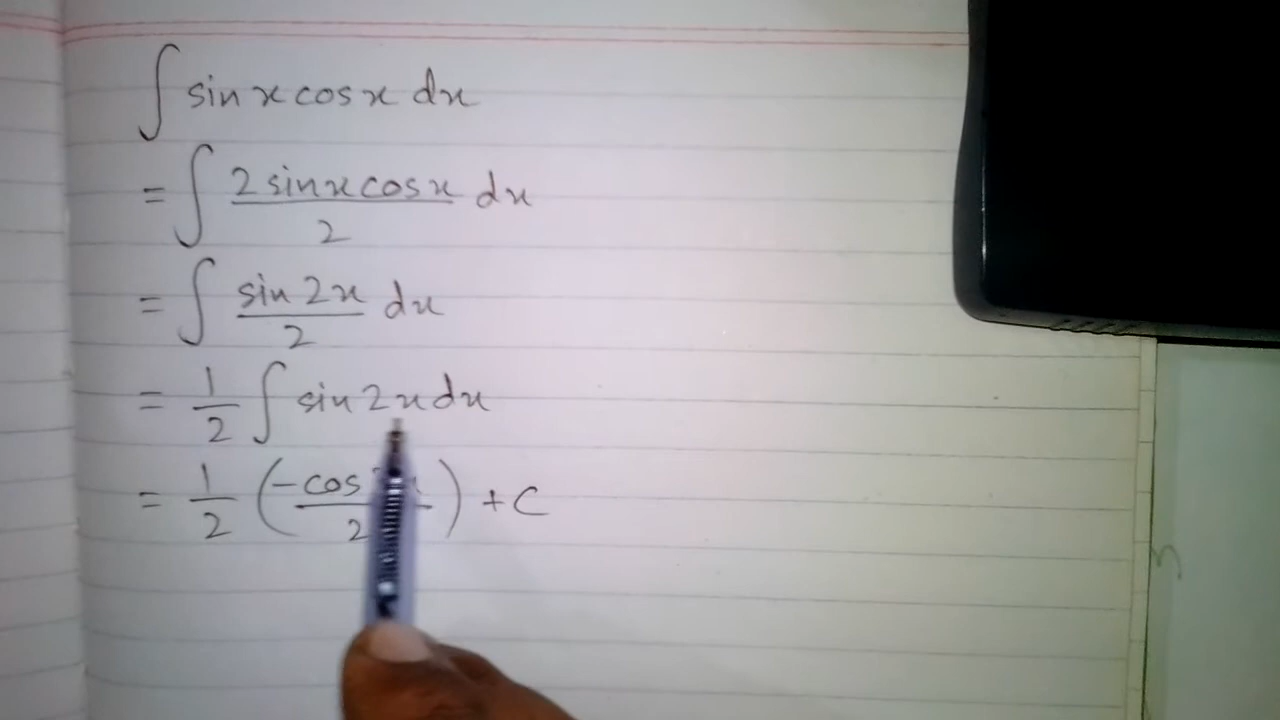 ∫ sin x cos x dx
= ∫ 2 sin x cos x / 2 dx
= ∫ sin 2x / 2 dx
= 1/2 ∫ sin 2x dx
= 1/2 (-cos / 2) + C